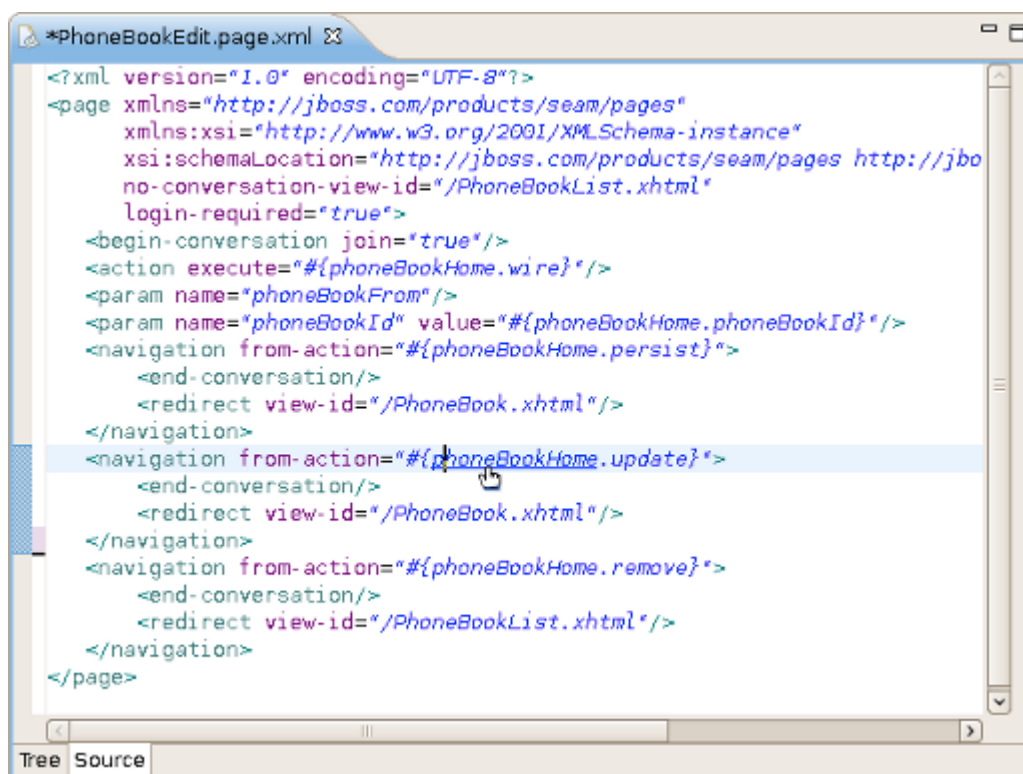 *PhoneBookEdit.page.xml
<?xml version="1.0" encoding="UTF-8"?>
<page xmlns="http://jboss.com/products/seam/pages"
xmlns:xsi="http://www.w3.org/2001/XMLSchema-instance"
xsi:schemaLocation="http://jboss.com/products/seam/pages http://jbo
no-conversation-view-id="/PhoneBookList.xhtml"
login-required="true">
<begin-conversation join="true"/>
<action execute="#{phoneBookHome.wire}"/>
<param name="phoneBookFrom"/>
<param name="phoneBookId" value="#{phoneBookHome.phoneBookId}"/>
<navigation from-action="#{phoneBookHome.persist}">
<end-conversation/>
<redirect view-id="/PhoneBook.xhtml"/>
</navigation>
<navigation from-action="#{phoneBookHome.update}">
<end-conversation/>
<redirect view-id="/PhoneBook.xhtml"/>
</navigation>
<navigation from-action="#{phoneBookHome.remove}">
<end-conversation/>
<redirect view-id="/PhoneBookList.xhtml"/>
</navigation>
</page>
Tree Source